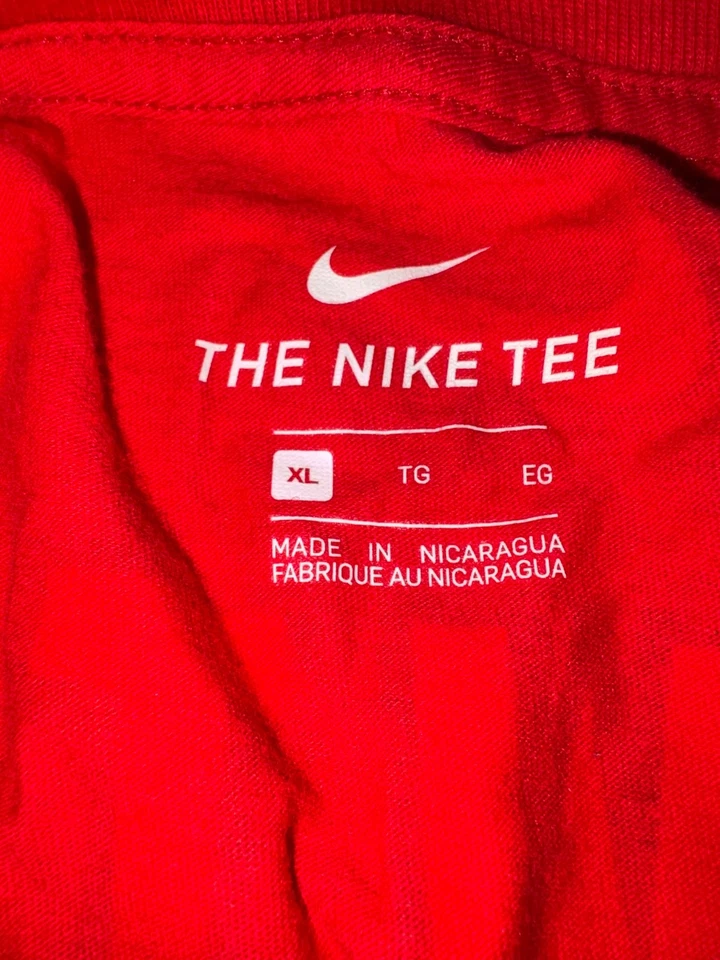 THE NIKE TEE
XL TG EG
MADE IN NICARAGUA
FABRIQUE AU NICARAGUA